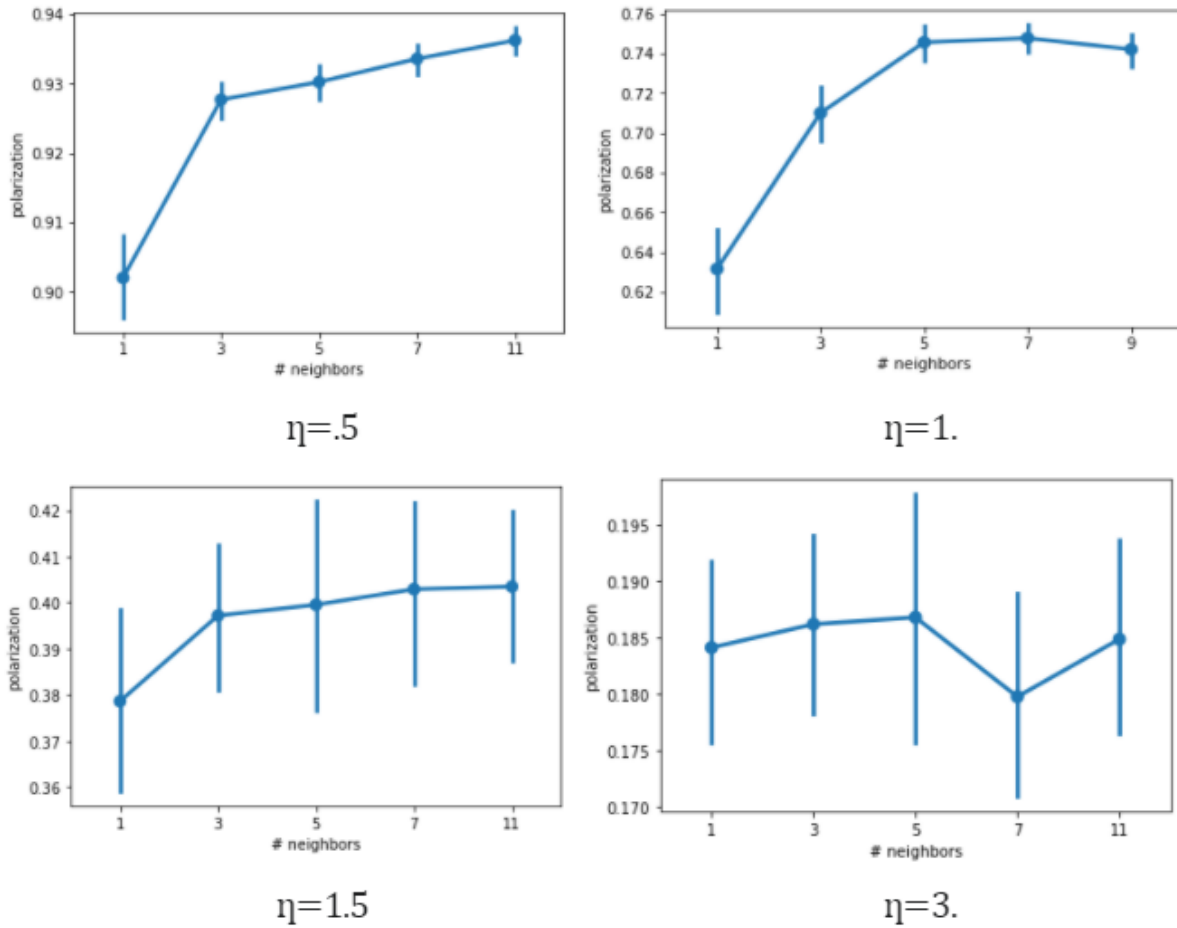 0.94
0.93
0.92
0.91
0.90
polarization
1 3 5 7 11
# neighbors
η=.5
0.76
0.74
0.72
0.70
0.68
0.66
0.64
0.62
polarization
1 3 5 7 9
# neighbors
η=1.
0.42
0.41
0.40
0.39
0.38
0.37
0.36
polarization
1 3 5 7 11
# neighbors
η=1.5
0.195
0.190
0.185
0.180
0.175
0.170
polarization
1 3 5 7 11
# neighbors
η=3.